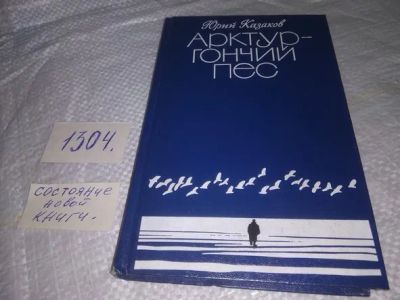 Юрий Казаков
АРКТУР-
ГОНЧИЙ
ПЕС
1304.
состояние
новой
книги.